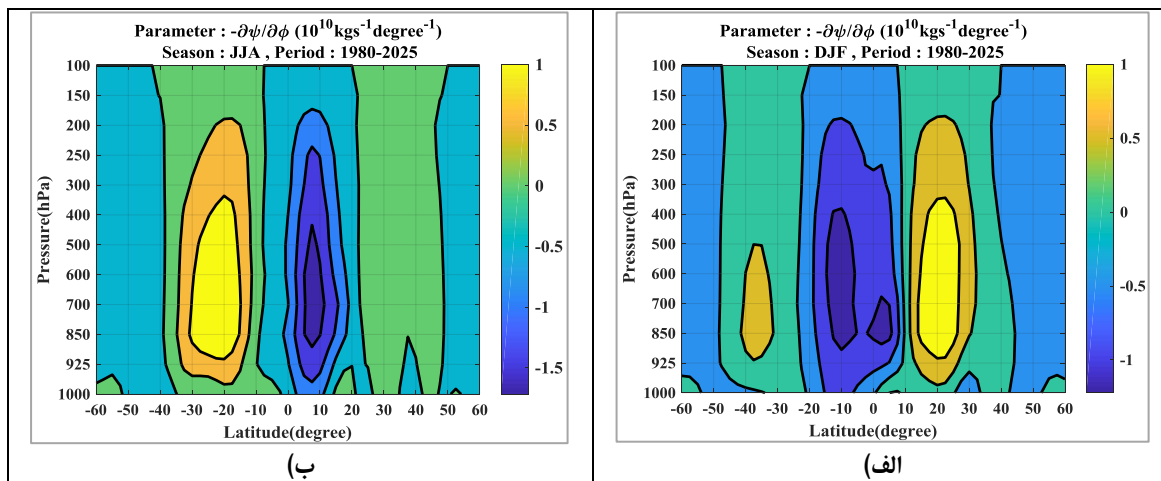 Parameter : -∂ψ/∂ϕ (10¹⁰kgs⁻¹degree⁻¹)
Season : JJA , Period : 1980-2025
100
150
200
250
300
400
500
600
700
850
925
1000
Pressure(hPa)
-60 -50 -40 -30 -20 -10 0 10 20 30 40 50 60
Latitude(degree)
1
0.5
0
-0.5
-1
-1.5
ب)
Parameter : -∂ψ/∂ϕ (10¹⁰kgs⁻¹degree⁻¹)
Season : DJF , Period : 1980-2025
100
150
200
250
300
400
500
600
700
850
925
1000
Pressure(hPa)
-60 -50 -40 -30 -20 -10 0 10 20 30 40 50 60
Latitude(degree)
1
0.5
0
-0.5
-1
الف)